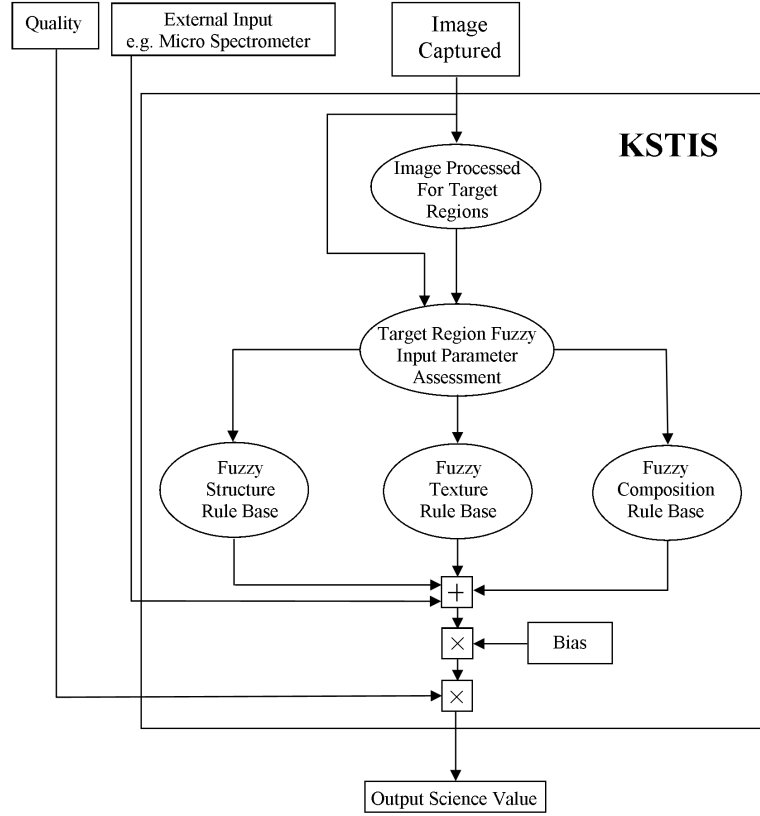 Quality
External Input
e.g. Micro Spectrometer
Image
Captured
KSTIS
Image Processed
For Target
Regions
Target Region Fuzzy
Input Parameter
Assessment
Fuzzy
Structure
Rule Base
Fuzzy
Texture
Rule Base
Fuzzy
Composition
Rule Base
+
×
Bias
×
Output Science Value